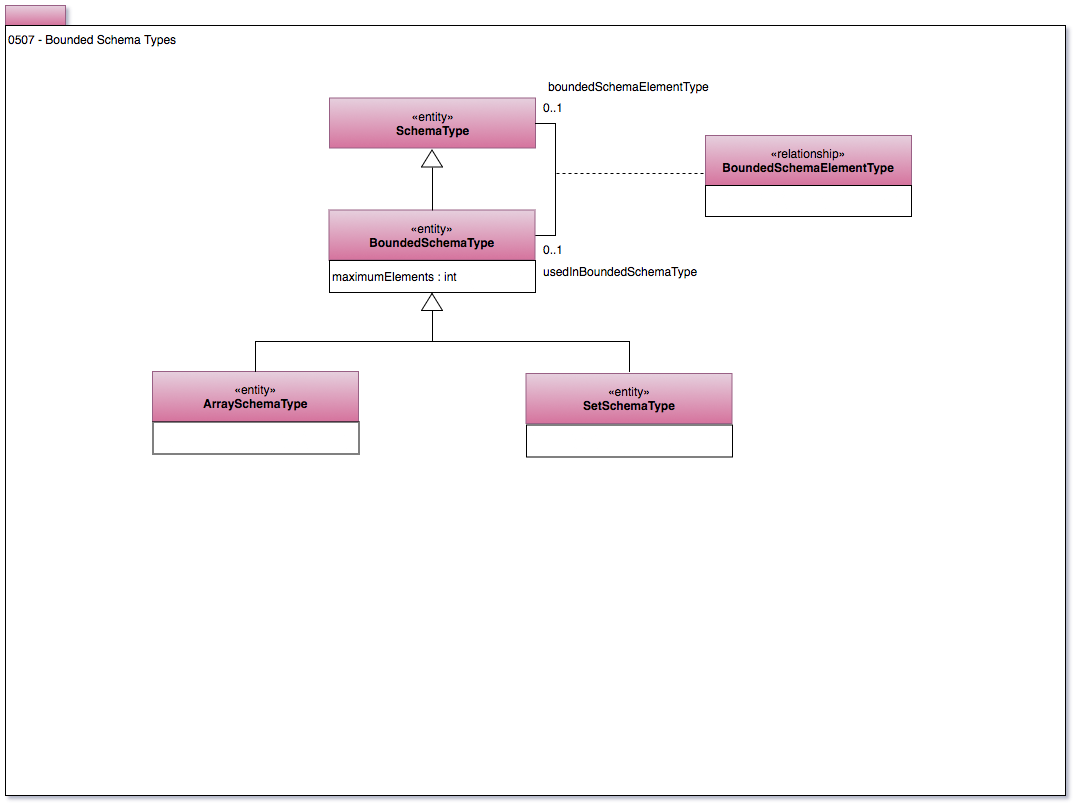 0507 - Bounded Schema Types
boundedSchemaElementType
0..1
«entity»
SchemaType
«relationship»
BoundedSchemaElementType
«entity»
BoundedSchemaType
0..1
usedInBoundedSchemaType
maximumElements : int
«entity»
ArraySchemaType
«entity»
SetSchemaType